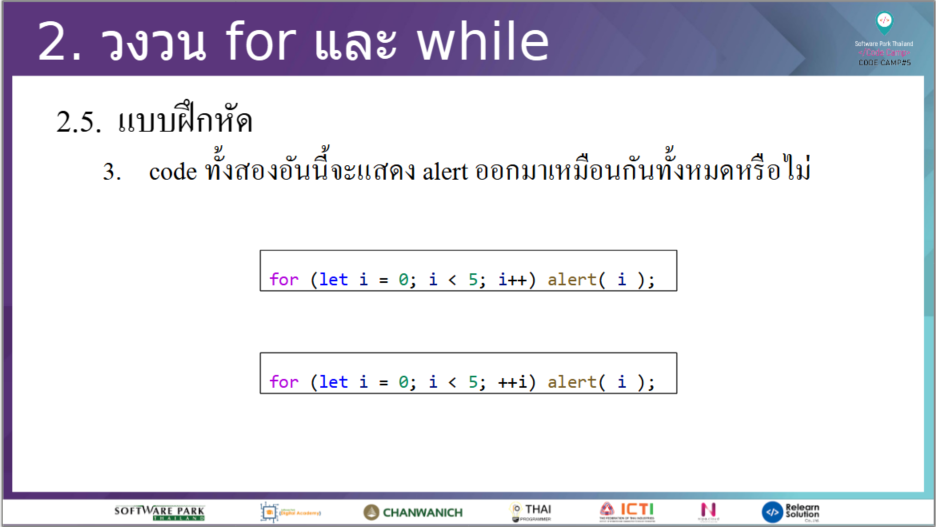 2. วงวน for และ while
Software Park Thailand
CODE CAMP#5
2.5. แบบฝึกหัด
3. code ทั้งสองอันนี้จะแสดง alert ออกมาเหมือนกันทั้งหมดหรือไม่
for (let i = 0; i < 5; i++) alert( i );
for (let i = 0; i < 5; ++i) alert( i );
SOFTWARE PARK
THAILAND
Digital Academy
CHANWANICH
THAI
PROGRAMMER
ICTI
Relearn
Solution
Co.,Ltd